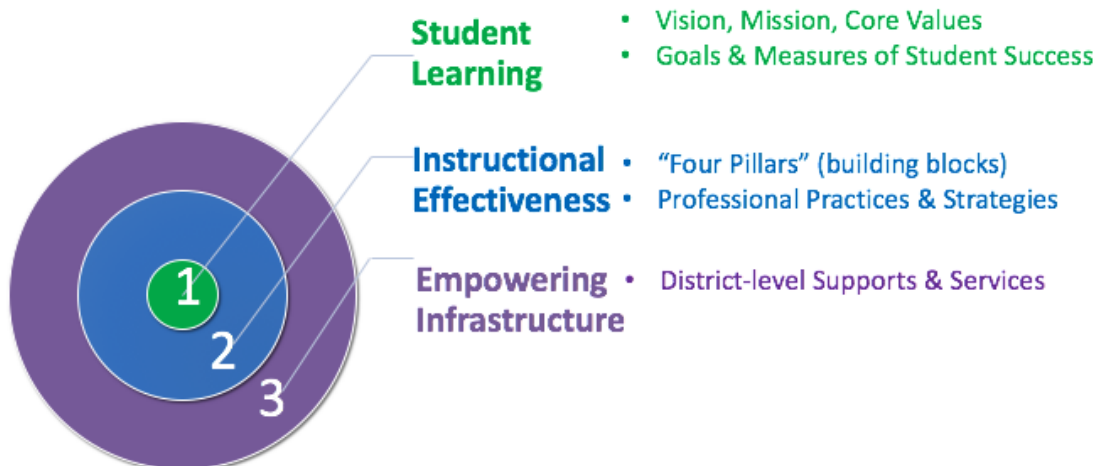 Student
Learning
• Vision, Mission, Core Values
• Goals & Measures of Student Success
Instructional
Effectiveness
• “Four Pillars” (building blocks)
• Professional Practices & Strategies
Empowering
Infrastructure
• District-level Supports & Services
1
2
3